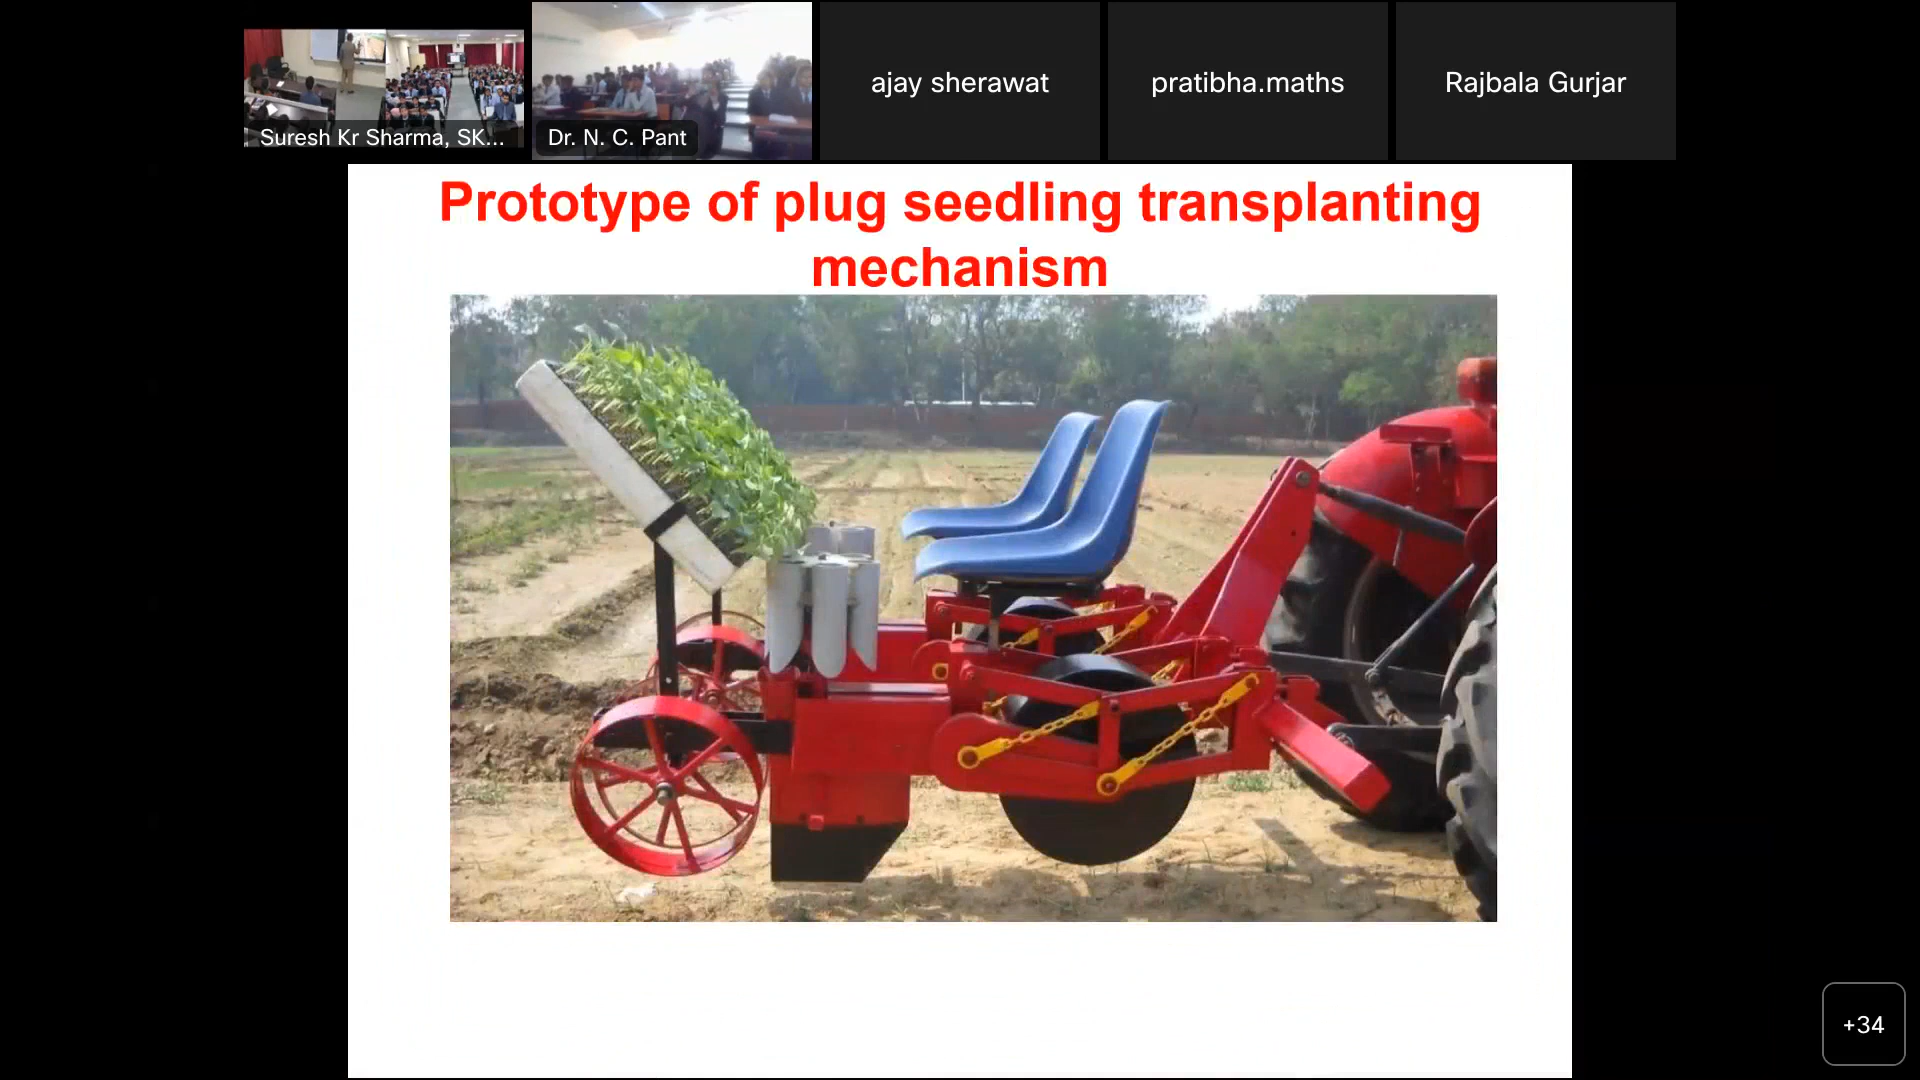 Suresh Kr Sharma, SK...
Dr. N. C. Pant
ajay sherawat
pratibha.maths
Rajbala Gurjar
Prototype of plug seedling transplanting
mechanism
+34